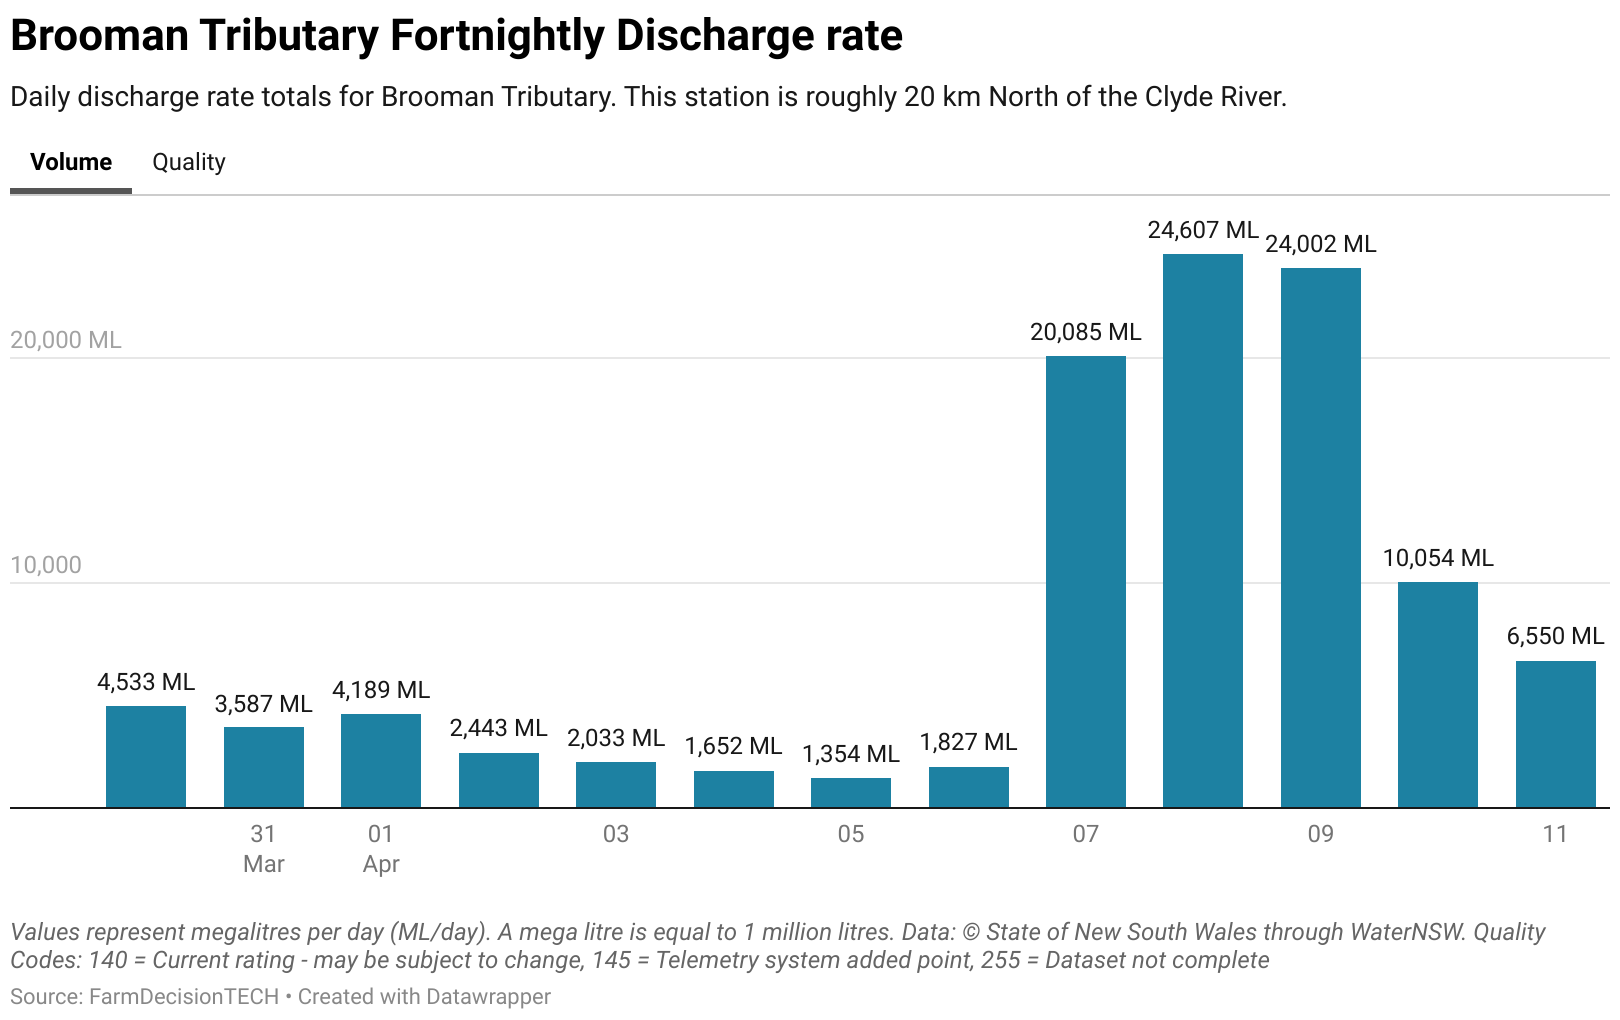 Brooman Tributary Fortnightly Discharge rate
Daily discharge rate totals for Brooman Tributary. This station is roughly 20 km North of the Clyde River.
Volume Quality
24,607 ML 24,002 ML
20,000 ML 20,085 ML
10,000 10,054 ML
6,550 ML
4,533 ML 3,587 ML 4,189 ML 2,443 ML 2,033 ML 1,652 ML 1,354 ML 1,827 ML
31 01 03 05 07 09 11
Mar Apr
Values represent megalitres per day (ML/day). A mega litre is equal to 1 million litres. Data: © State of New South Wales through WaterNSW. Quality
Codes: 140 = Current rating - may be subject to change, 145 = Telemetry system added point, 255 = Dataset not complete
Source: FarmDecisionTECH • Created with Datawrapper